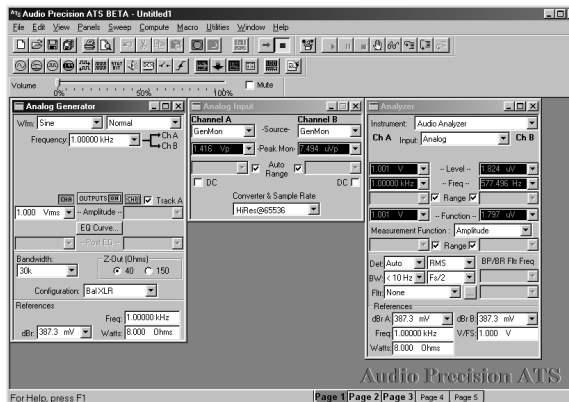 Audio Precision ATS BETA - Untitled1
File Edit View Panels Sweep Compute Macro Utilities Window Help
Volume 0% 50% 100% Mute
Analog Generator
Wfm: Sine Normal
Frequency: 1.00000 kHz Ch A
Ch B
CHA OUTPUTS ON CHB Track A
1.000 Vrms -- Amplitude --
EQ Curve...
-- Post EQ --
Bandwidth: Z-Out (Ohms)
30k 40 150
Configuration: Bal XLR
References
Freq: 1.00000 kHz
dBr: 387.3 mV Watts: 8.000 Ohms
Analog Input
Channel A Channel B
GenMon -Source- GenMon
1.416 Vp -Peak Mon- 7.494 uVp
Auto
Range
DC DC
Converter & Sample Rate
HiRes@65536
Analyzer
Instrument: Audio Analyzer
Ch A Input: Analog Ch B
1.001 V -- Level -- 1.824 uV
1.00000 kHz -- Freq -- 577.496 Hz
Range
1.001 V -- Function -- 1.797 uV
Measurement Function: Amplitude
Range
Det: Auto RMS BP/BR Fltr Freq
BW: < 10 Hz Fs/2
Fltr: None ...
References
dBr A: 387.3 mV dBr B: 387.3 mV
Freq: 1.00000 kHz V/FS: 1.000 V
Watts: 8.000 Ohms
Audio Precision ATS
For Help, press F1
Page 1 Page 2 Page 3 Page 4 Page 5